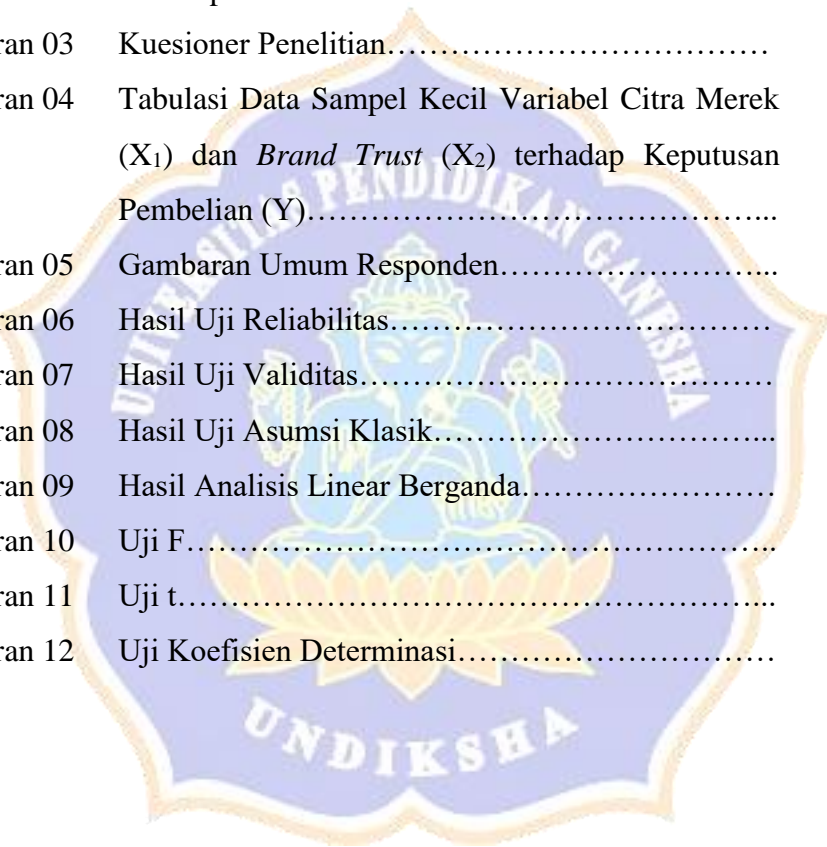 ran 03 Kuesioner Penelitian……………………………
ran 04 Tabulasi Data Sampel Kecil Variabel Citra Merek
(X₁) dan Brand Trust (X₂) terhadap Keputusan
Pembelian (Y)…………………………………...
ran 05 Gambaran Umum Responden……………………...
ran 06 Hasil Uji Reliabilitas………………………………
ran 07 Hasil Uji Validitas…………………………………
ran 08 Hasil Uji Asumsi Klasik…………………………...
ran 09 Hasil Analisis Linear Berganda……………………
ran 10 Uji F………………………………………………..
ran 11 Uji t………………………………………………...
ran 12 Uji Koefisien Determinasi…………………………
UNIVERSITAS PENDIDIKAN GANESHA
UNDIKSHA